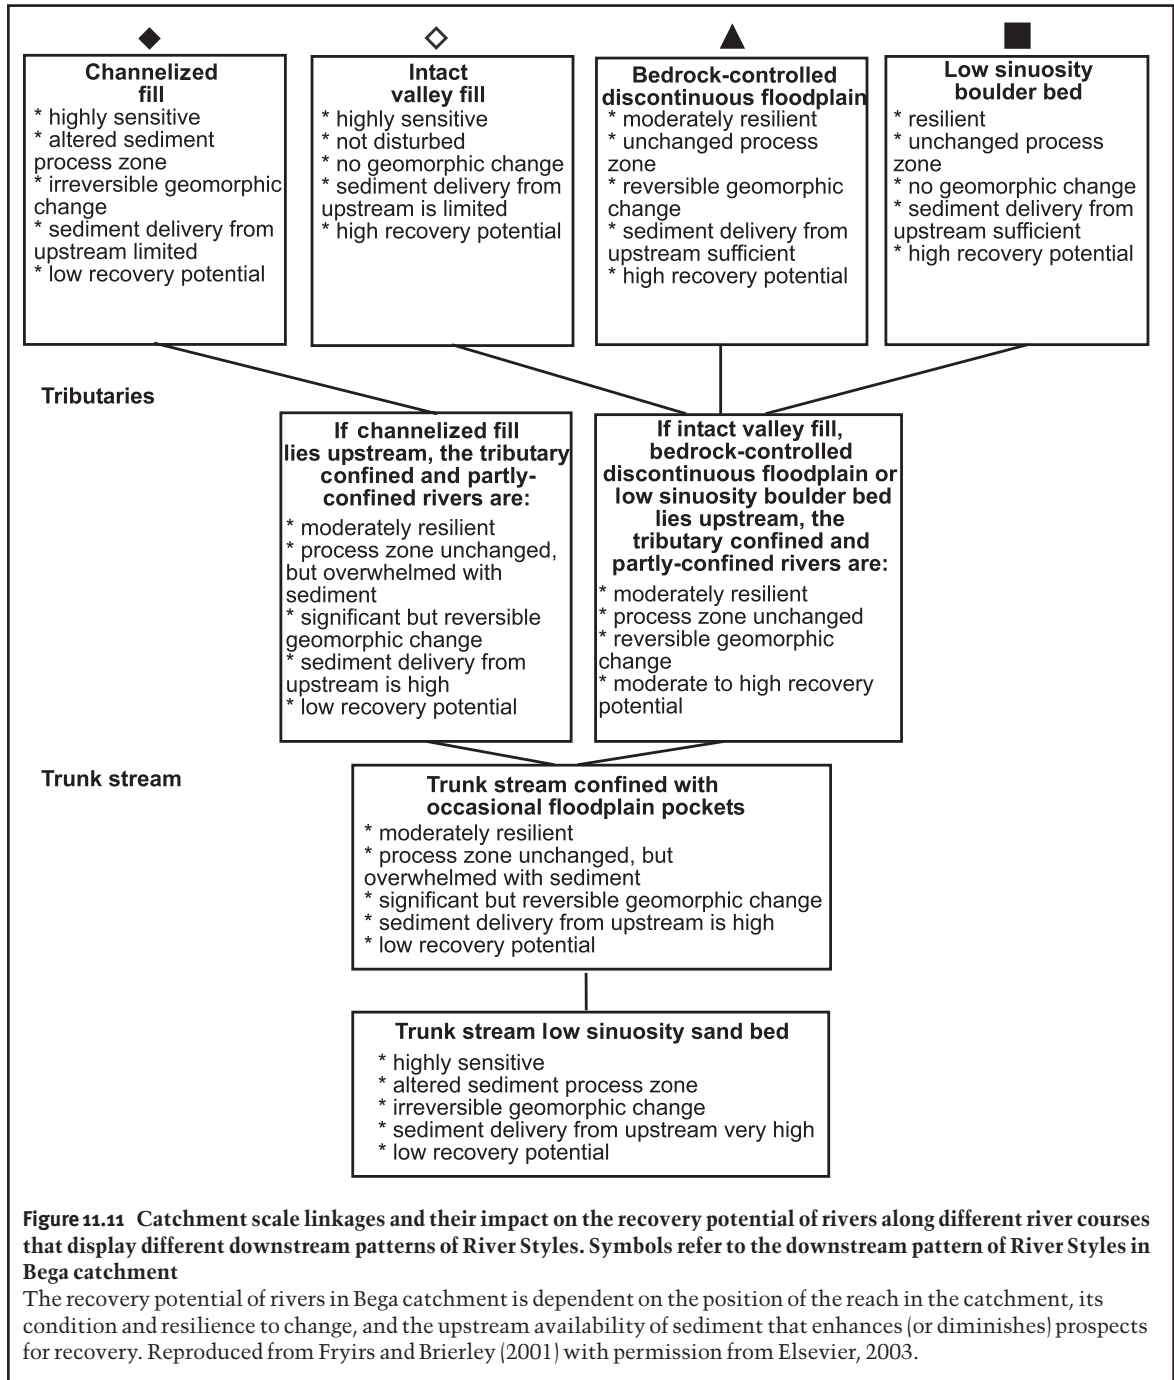 Channelized
fill
* highly sensitive
* altered sediment
process zone
* irreversible geomorphic
change
* sediment delivery from
upstream limited
* low recovery potential
Intact
valley fill
* highly sensitive
* not disturbed
* no geomorphic change
* sediment delivery from
upstream is limited
* high recovery potential
Bedrock-controlled
discontinuous floodplain
* moderately resilient
* unchanged process
zone
* reversible geomorphic
change
* sediment delivery from
upstream sufficient
* high recovery potential
Low sinuosity
boulder bed
* resilient
* unchanged process
zone
* no geomorphic change
* sediment delivery from
upstream sufficient
* high recovery potential
Tributaries
If channelized fill
lies upstream, the tributary
confined and partly-
confined rivers are:
* moderately resilient
* process zone unchanged,
but overwhelmed with
sediment
* significant but reversible
geomorphic change
* sediment delivery from
upstream is high
* low recovery potential
If intact valley fill,
bedrock-controlled
discontinuous floodplain or
low sinuosity boulder bed
lies upstream, the
tributary confined and
partly-confined rivers are:
* moderately resilient
* process zone unchanged
* reversible geomorphic
change
* moderate to high recovery
potential
Trunk stream
Trunk stream confined with
occasional floodplain pockets
* moderately resilient
* process zone unchanged, but
overwhelmed with sediment
* significant but reversible geomorphic change
* sediment delivery from upstream is high
* low recovery potential
Trunk stream low sinuosity sand bed
* highly sensitive
* altered sediment process zone
* irreversible geomorphic change
* sediment delivery from upstream very high
* low recovery potential
Figure 11.11 Catchment scale linkages and their impact on the recovery potential of rivers along different river courses
that display different downstream patterns of River Styles. Symbols refer to the downstream pattern of River Styles in
Bega catchment
The recovery potential of rivers in Bega catchment is dependent on the position of the reach in the catchment, its
condition and resilience to change, and the upstream availability of sediment that enhances (or diminishes) prospects
for recovery. Reproduced from Fryirs and Brierley (2001) with permission from Elsevier, 2003.